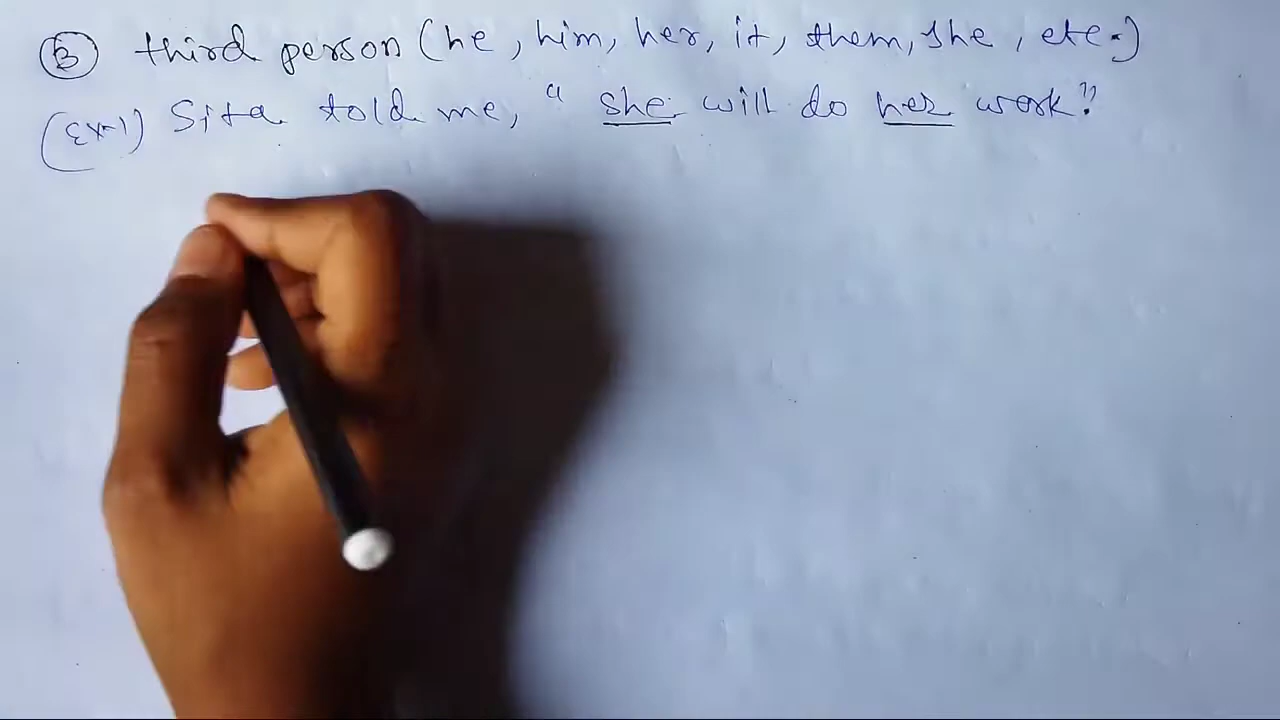 ③ third person (he, him, her, it, them, she, etc.)
(Ex-1) Sita told me, "she will do her work"